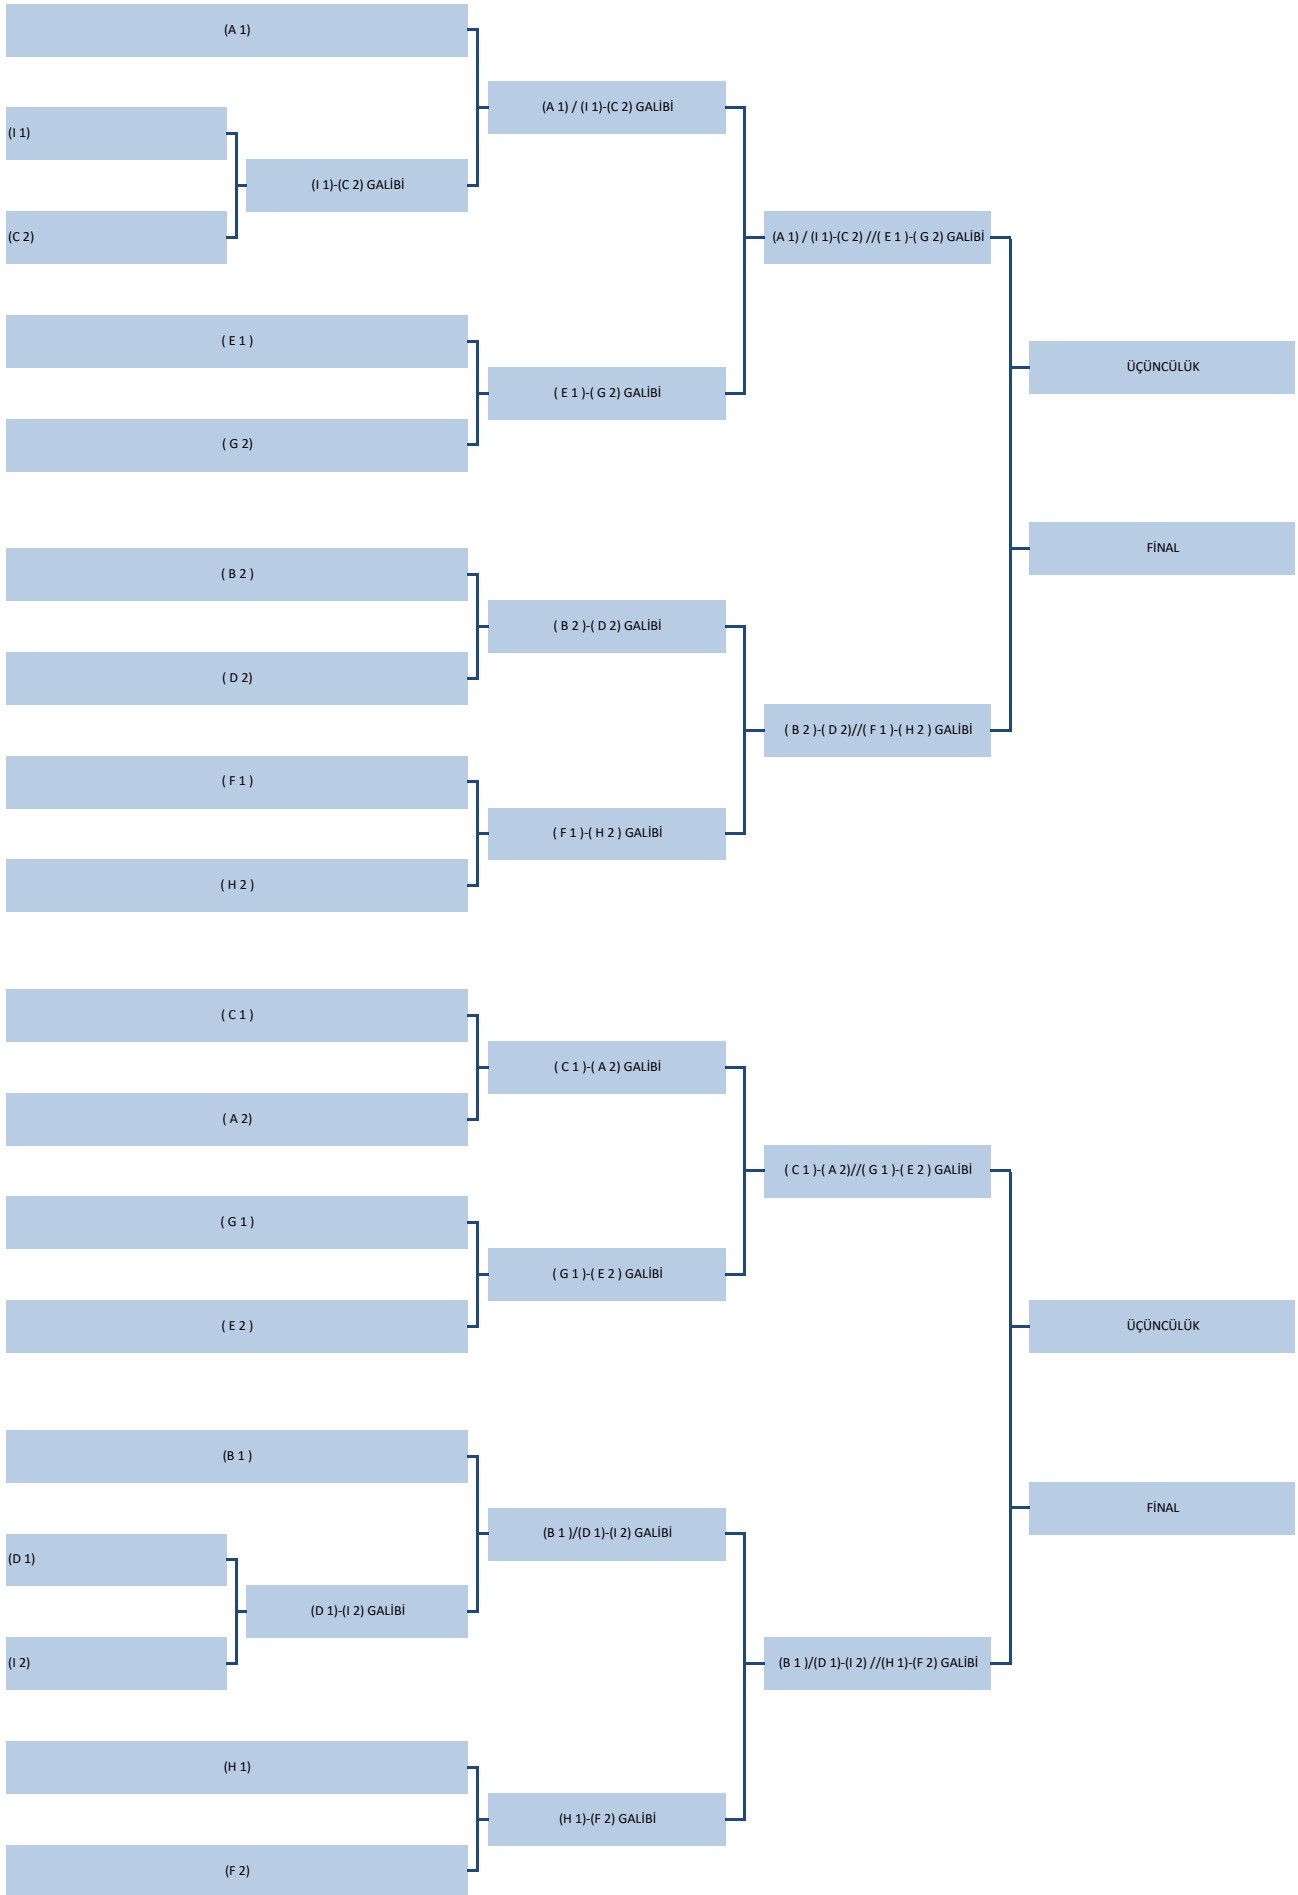 (A 1)
(A 1) / (I 1)-(C 2) GALİBİ
(I 1)
(I 1)-(C 2) GALİBİ
(C 2)
(A 1) / (I 1)-(C 2) //( E 1 )-( G 2) GALİBİ
( E 1 )
ÜÇÜNCÜLÜK
( E 1 )-( G 2) GALİBİ
( G 2)
FİNAL
( B 2 )
( B 2 )-( D 2) GALİBİ
( D 2)
( B 2 )-( D 2)//( F 1 )-( H 2 ) GALİBİ
( F 1 )
( F 1 )-( H 2 ) GALİBİ
( H 2 )
( C 1 )
( C 1 )-( A 2) GALİBİ
( A 2)
( C 1 )-( A 2)//( G 1 )-( E 2 ) GALİBİ
( G 1 )
( G 1 )-( E 2 ) GALİBİ
( E 2 )
ÜÇÜNCÜLÜK
(B 1 )
FİNAL
(B 1 )/(D 1)-(I 2) GALİBİ
(D 1)
(D 1)-(I 2) GALİBİ
(I 2)
(B 1 )/(D 1)-(I 2) //(H 1)-(F 2) GALİBİ
(H 1)
(H 1)-(F 2) GALİBİ
(F 2)